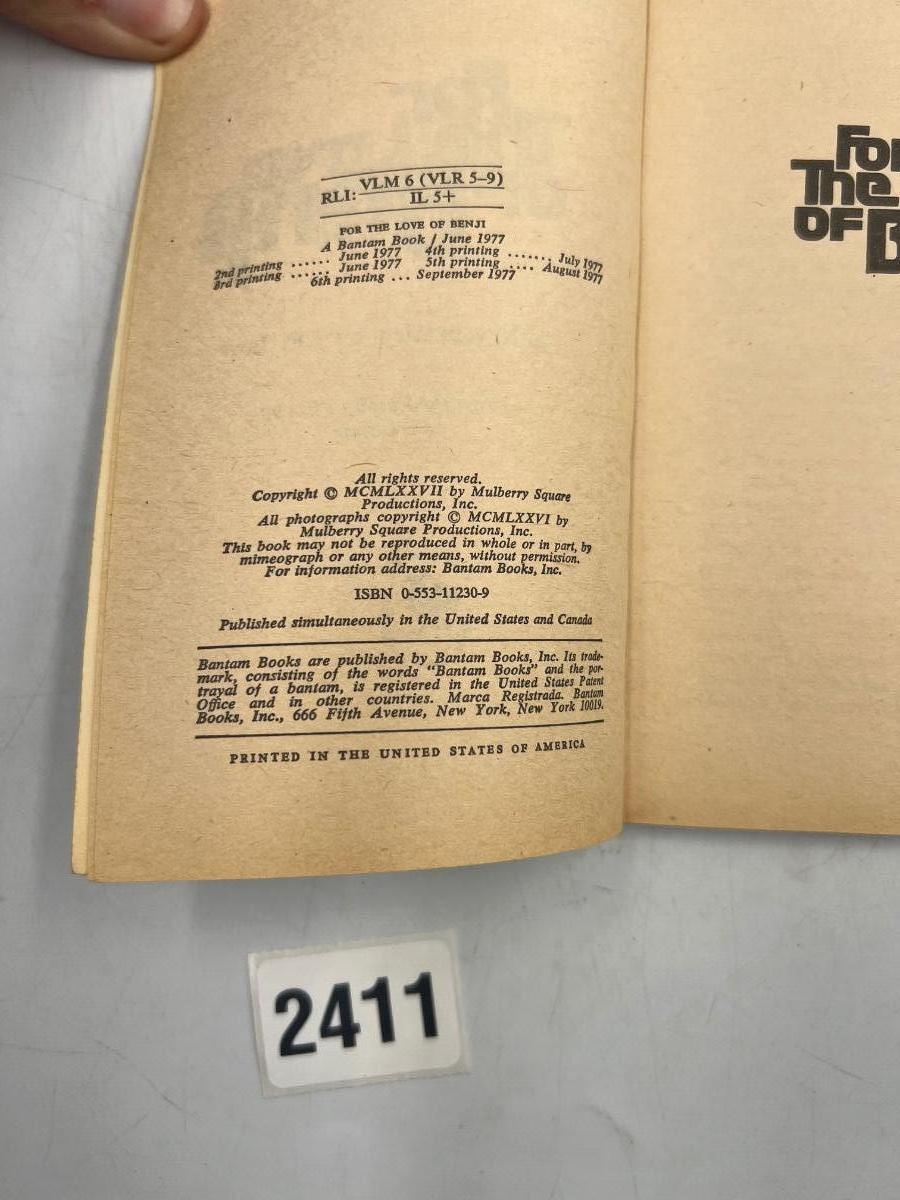 RLI: VLM 6 (VLR 5–9)
IL 5+
FOR THE LOVE OF BENJI
A Bantam Book / June 1977
2nd printing ...... June 1977 4th printing ....... July 1977
3rd printing ...... June 1977 5th printing ..... August 1977
6th printing ... September 1977
All rights reserved.
Copyright © MCMLXXVII by Mulberry Square
Productions, Inc.
All photographs copyright © MCMLXXVI by
Mulberry Square Productions, Inc.
This book may not be reproduced in whole or in part, by
mimeograph or any other means, without permission.
For information address: Bantam Books, Inc.
ISBN 0-553-11230-9
Published simultaneously in the United States and Canada
Bantam Books are published by Bantam Books, Inc. Its trade-
mark, consisting of the words "Bantam Books" and the por-
trayal of a bantam, is registered in the United States Patent
Office and in other countries. Marca Registrada. Bantam
Books, Inc., 666 Fifth Avenue, New York, New York 10019.
PRINTED IN THE UNITED STATES OF AMERICA
For
The
OF B
2411